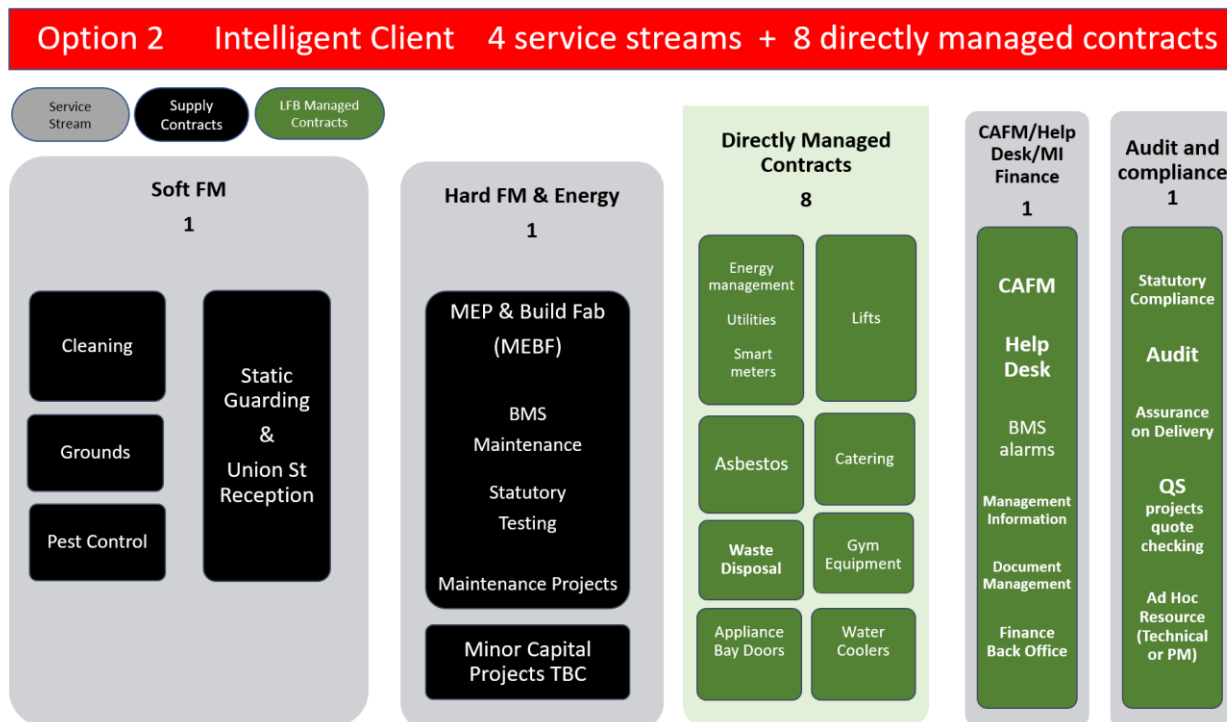 Option 2 Intelligent Client 4 service streams + 8 directly managed contracts
Service
Stream
Supply
Contracts
LFB Managed
Contracts
Soft FM
1
Cleaning
Grounds
Pest Control
Static
Guarding
&
Union St
Reception
Hard FM & Energy
1
MEP & Build Fab
(MEBF)
BMS
Maintenance
Statutory
Testing
Maintenance Projects
Minor Capital
Projects TBC
Directly Managed
Contracts
8
Energy
management
Utilities
Smart
meters
Lifts
Asbestos
Catering
Waste
Disposal
Gym
Equipment
Appliance
Bay Doors
Water
Coolers
CAFM/Help
Desk/MI
Finance
1
CAFM
Help
Desk
BMS
alarms
Management
Information
Document
Management
Finance
Back Office
Audit and
compliance
1
Statutory
Compliance
Audit
Assurance
on Delivery
QS
projects
quote
checking
Ad Hoc
Resource
(Technical
or PM)